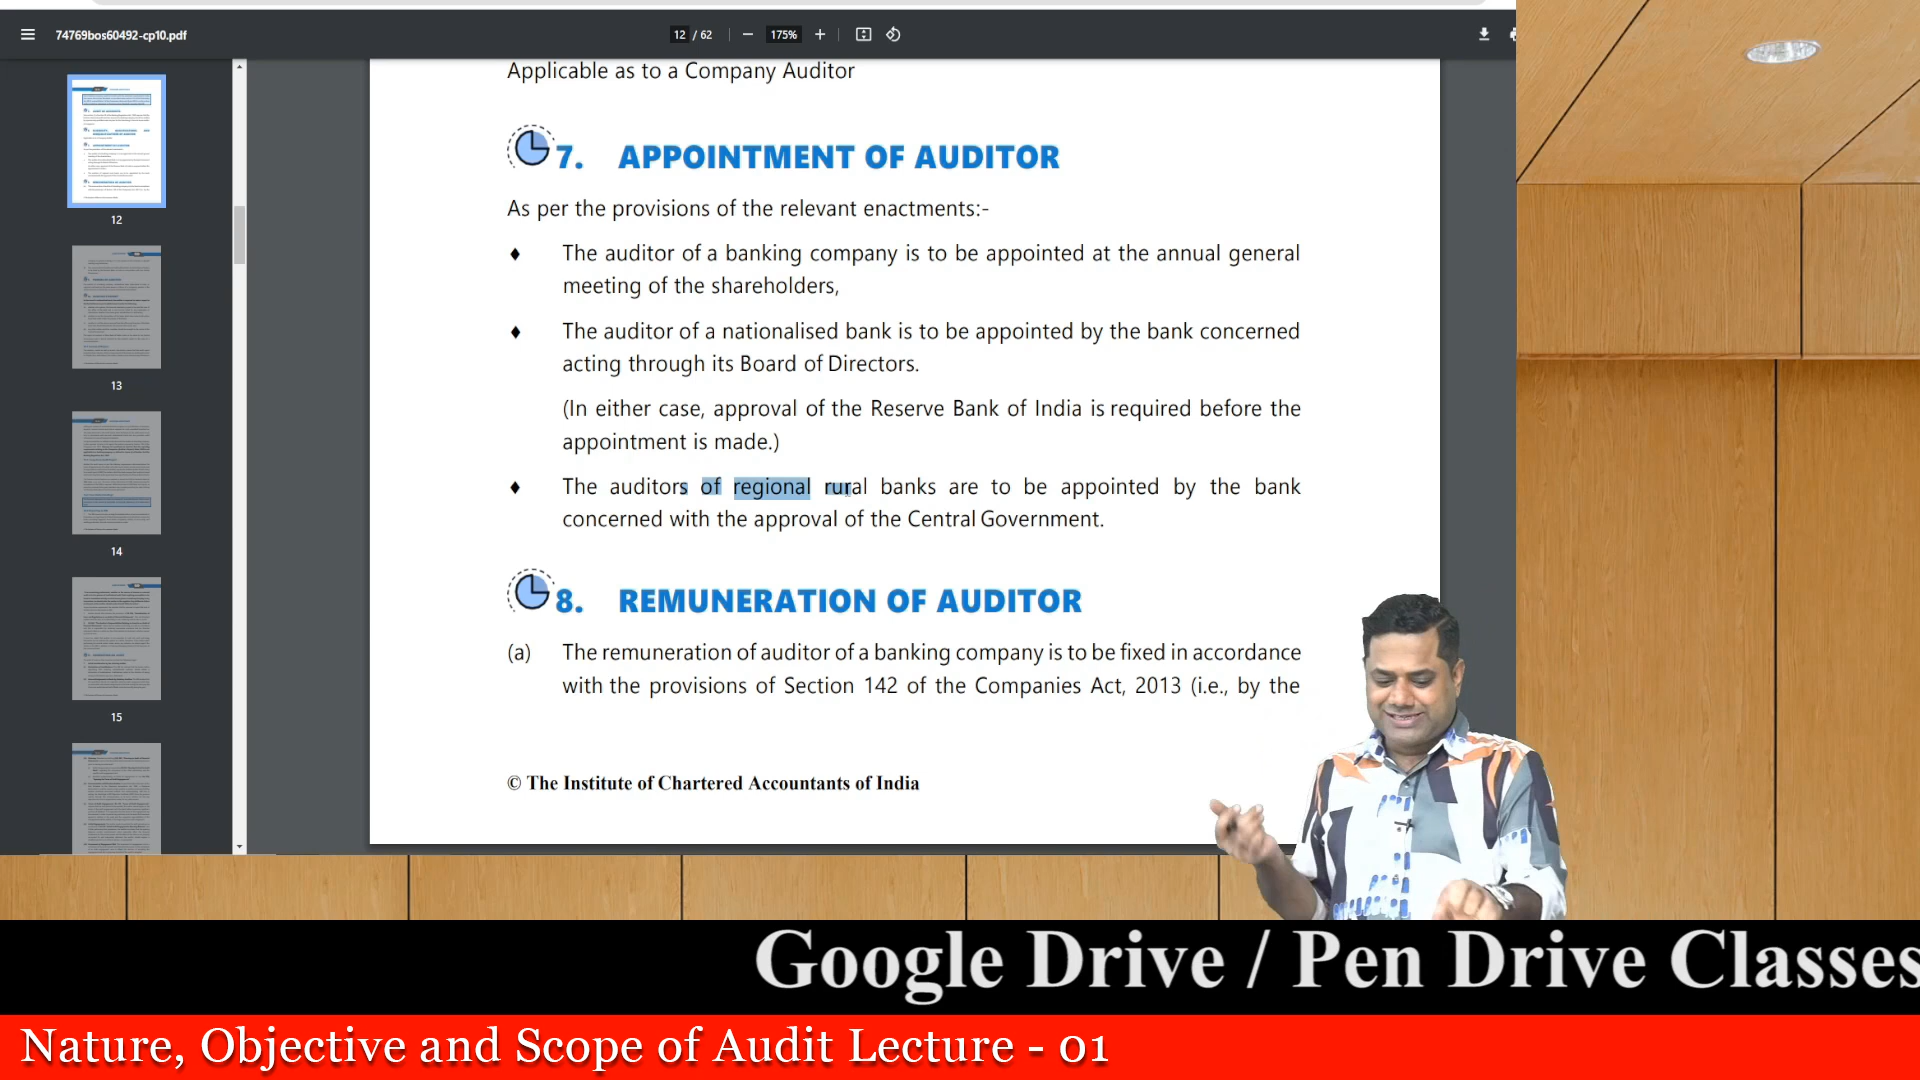 74769bos60492-cp10.pdf
12 / 62
175%
Applicable as to a Company Auditor
7. APPOINTMENT OF AUDITOR
As per the provisions of the relevant enactments:-
♦ The auditor of a banking company is to be appointed at the annual general
meeting of the shareholders,
♦ The auditor of a nationalised bank is to be appointed by the bank concerned
acting through its Board of Directors.
(In either case, approval of the Reserve Bank of India is required before the
appointment is made.)
♦ The auditors of regional rural banks are to be appointed by the bank
concerned with the approval of the Central Government.
8. REMUNERATION OF AUDITOR
(a) The remuneration of auditor of a banking company is to be fixed in accordance
with the provisions of Section 142 of the Companies Act, 2013 (i.e., by the
© The Institute of Chartered Accountants of India
12
13
14
15
Google Drive / Pen Drive Classes
Nature, Objective and Scope of Audit Lecture - 01